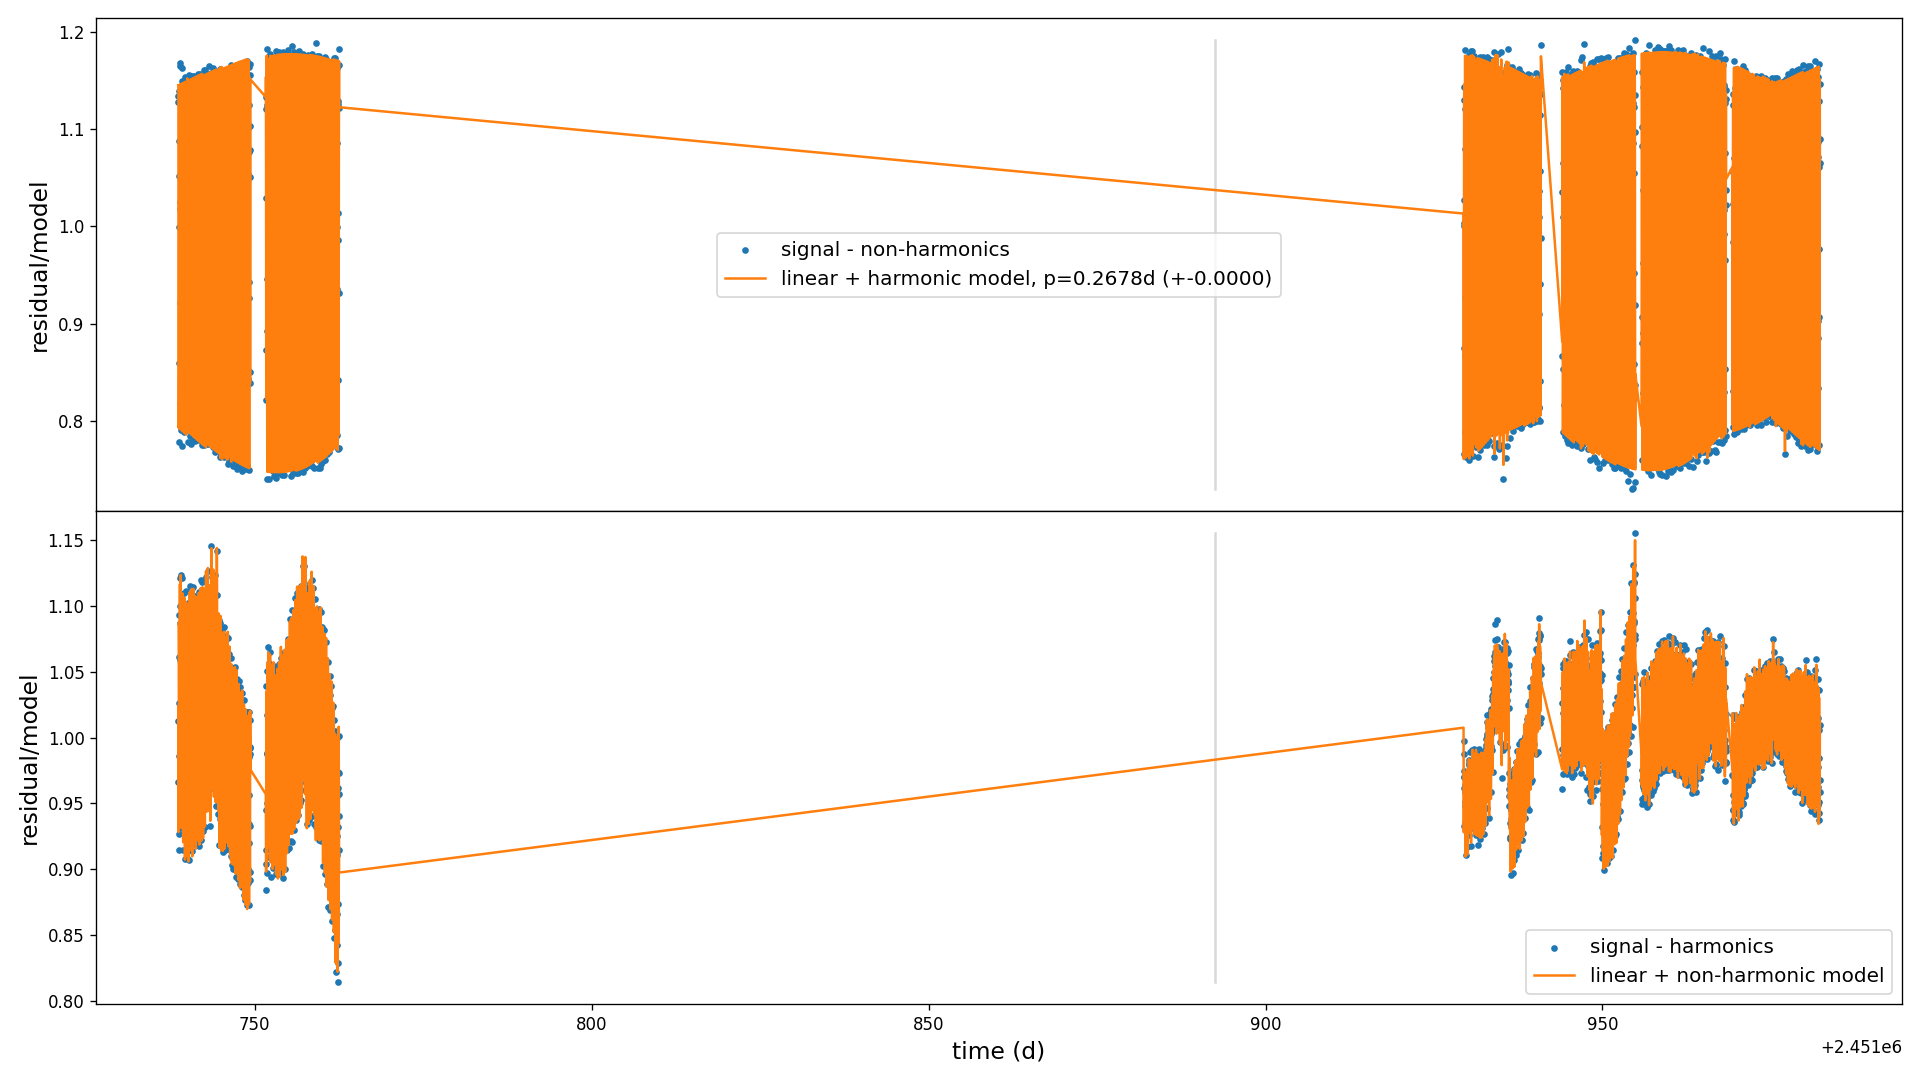 1.2
1.1
1.0
0.9
0.8
residual/model
signal - non-harmonics
linear + harmonic model, p=0.2678d (+-0.0000)
1.15
1.10
1.05
1.00
0.95
0.90
0.85
0.80
residual/model
signal - harmonics
linear + non-harmonic model
750
800
850
900
950
time (d)
+2.451e6